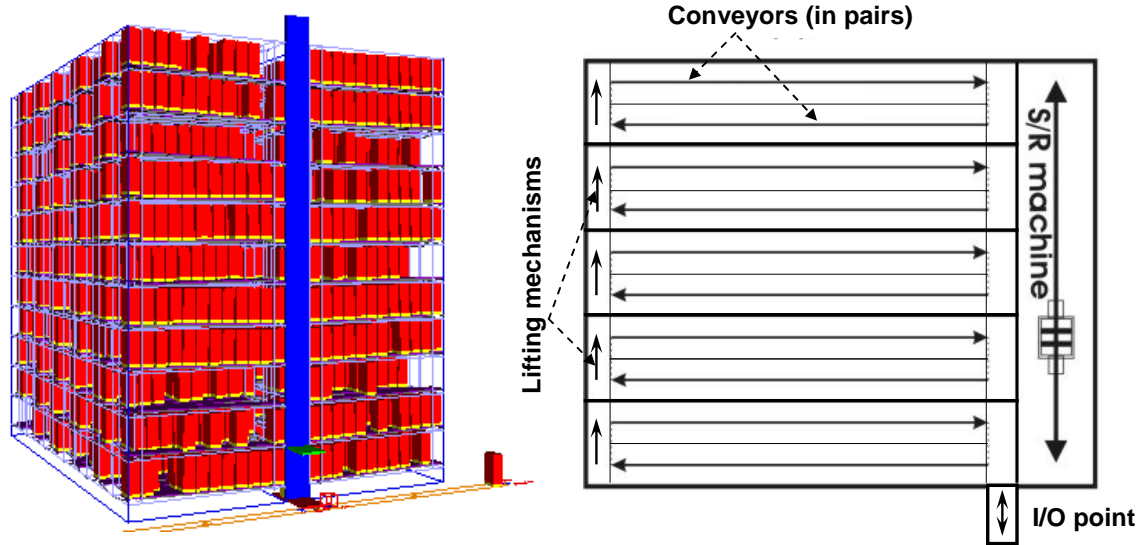 Conveyors (in pairs)
Lifting mechanisms
S/R machine
I/O point